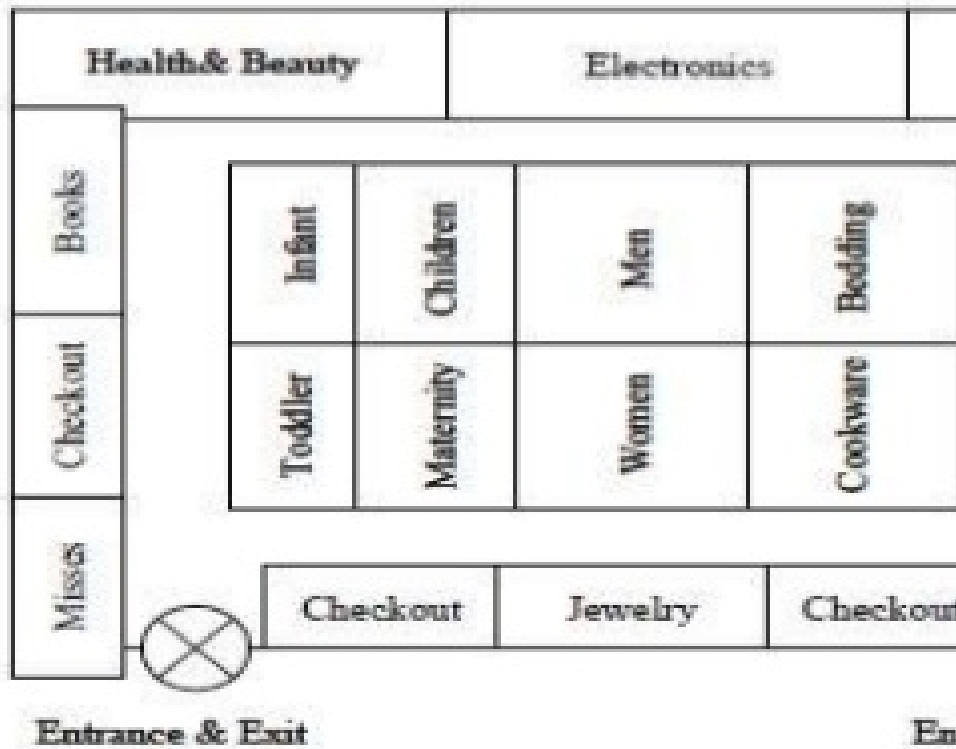 Health& Beauty
Electronics
Books
Infant
Children
Men
Bedding
Checkout
Toddler
Maternity
Women
Cookware
Misses
Checkout
Jewelry
Checkout
Entrance & Exit
En